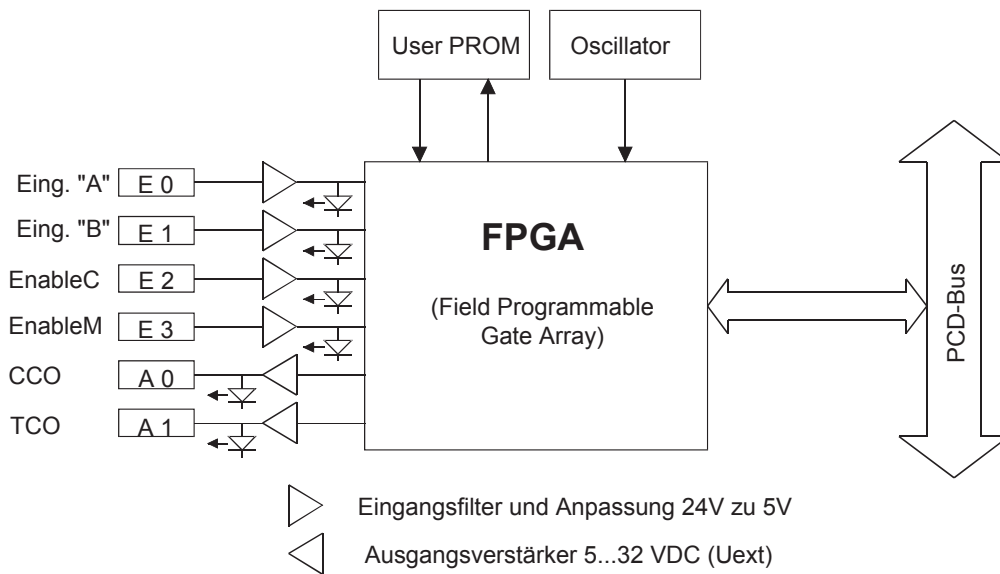 User PROM
Oscillator
Eing. "A"
E 0
Eing. "B"
E 1
EnableC
E 2
EnableM
E 3
CCO
A 0
TCO
A 1
FPGA
(Field Programmable
Gate Array)
PCD-Bus
Eingangsfilter und Anpassung 24V zu 5V
Ausgangsverstärker 5...32 VDC (Uext)